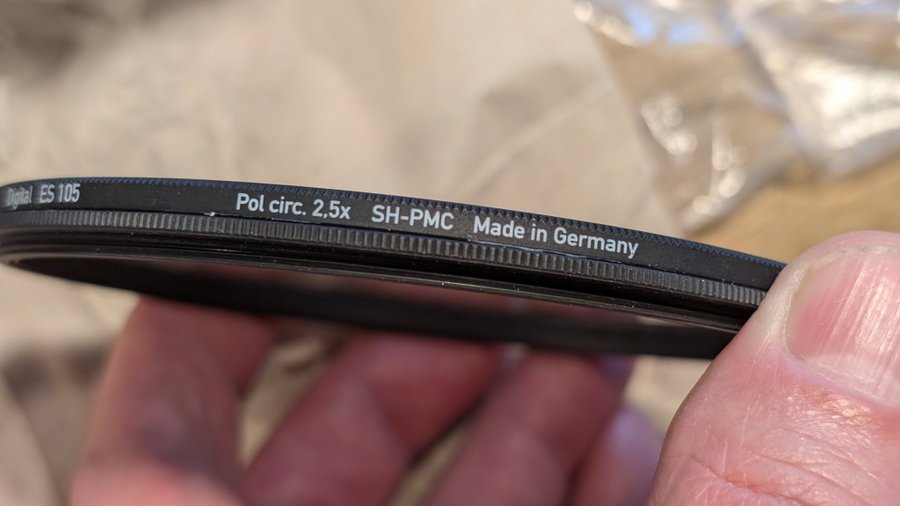 Digital ES 105 Pol circ. 2,5x SH-PMC Made in Germany